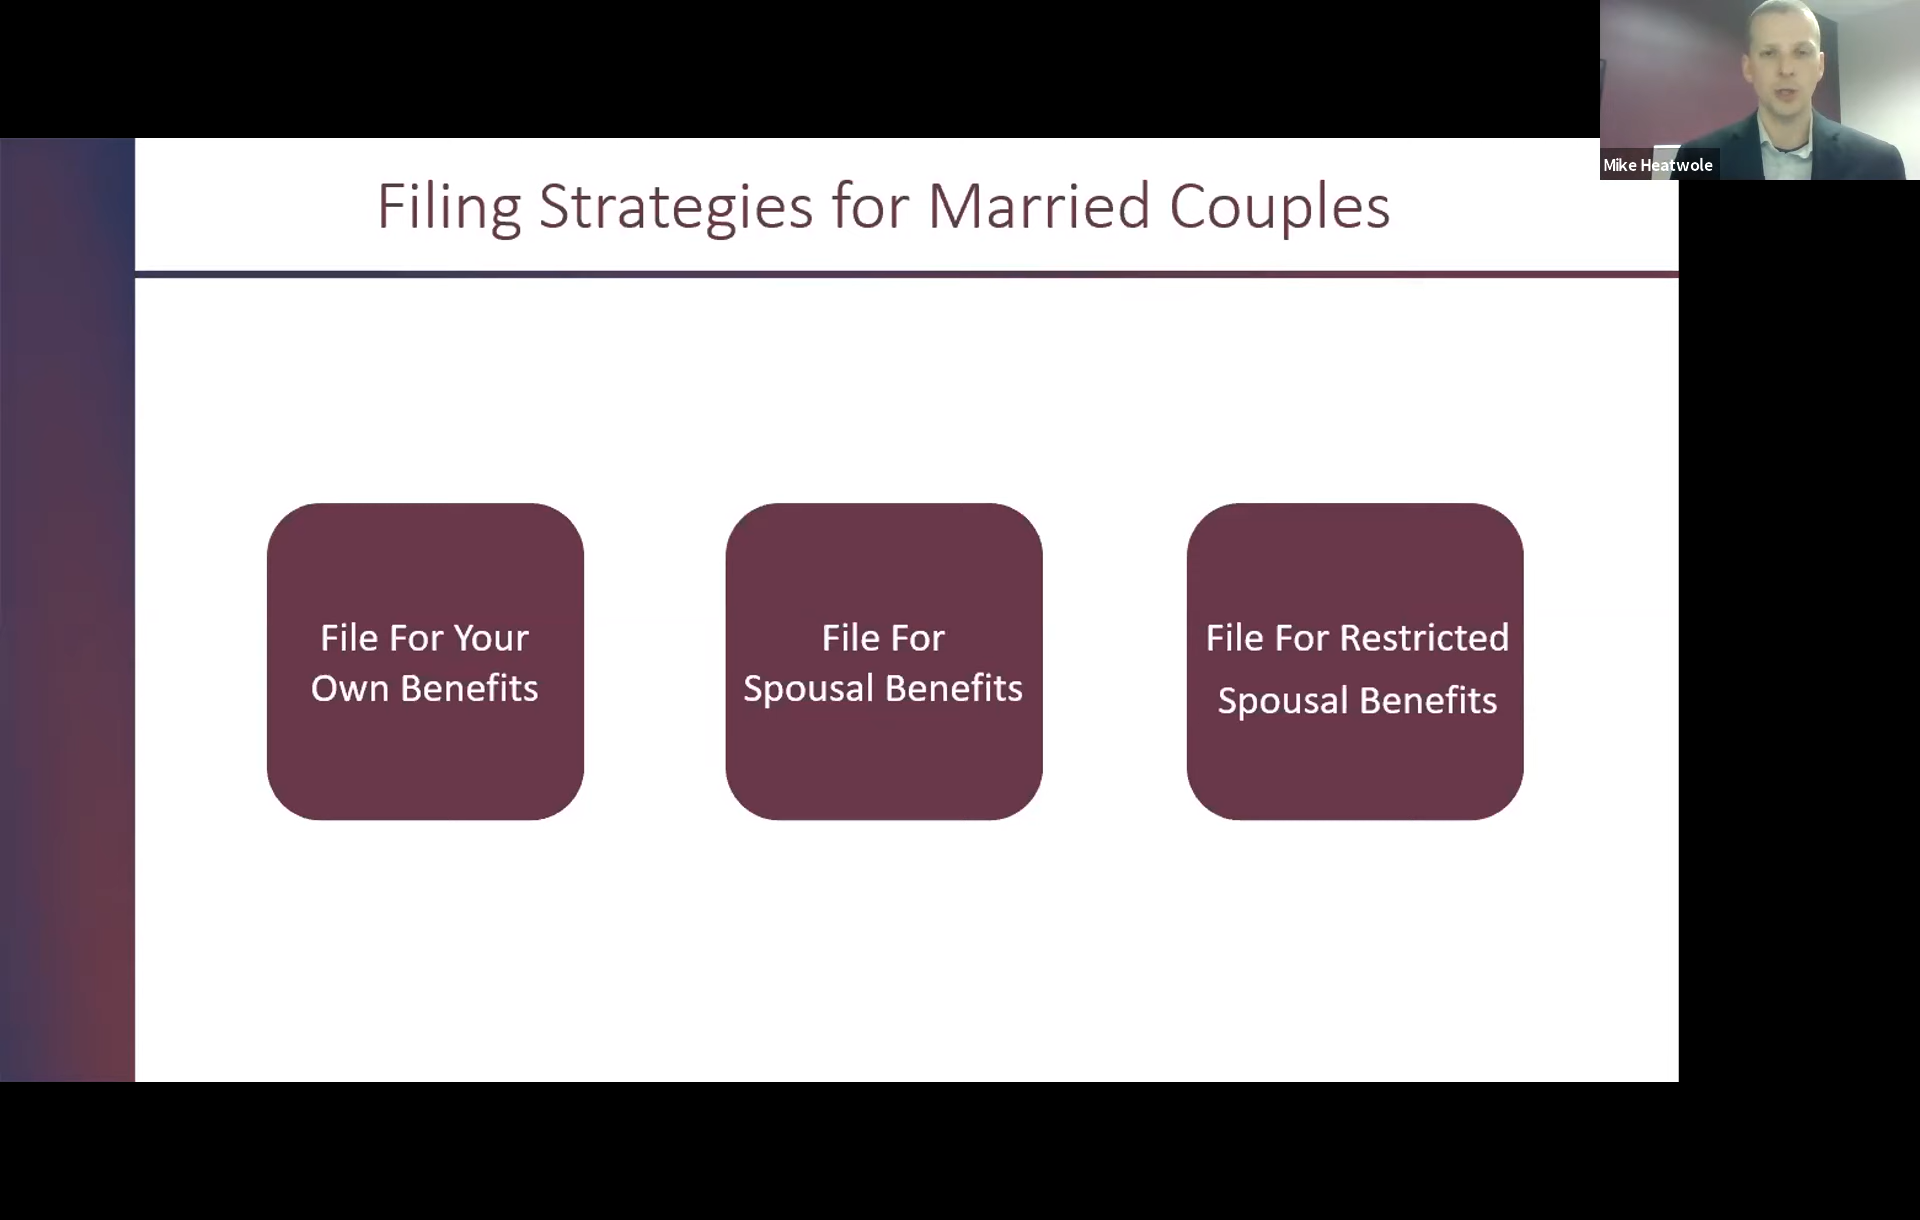 Mike Heatwole
Filing Strategies for Married Couples
File For Your
Own Benefits
File For
Spousal Benefits
File For Restricted
Spousal Benefits